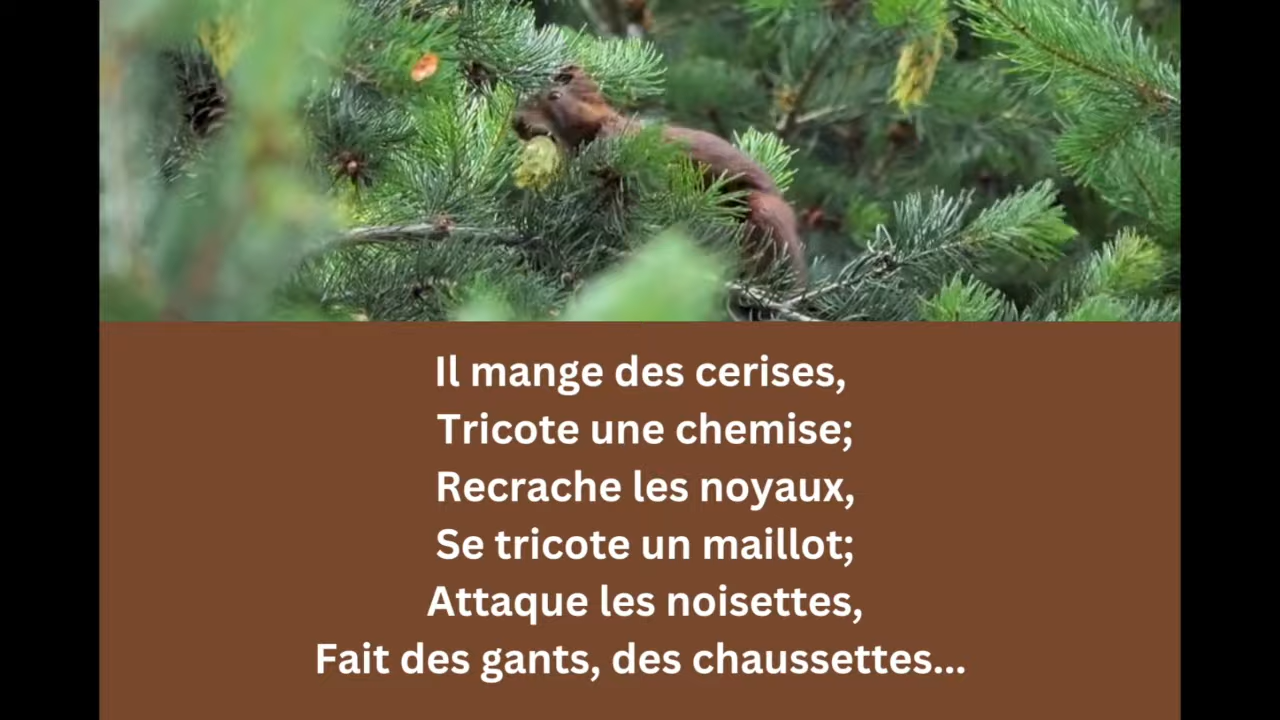 Il mange des cerises,
Tricote une chemise;
Recrache les noyaux,
Se tricote un maillot;
Attaque les noisettes,
Fait des gants, des chaussettes...